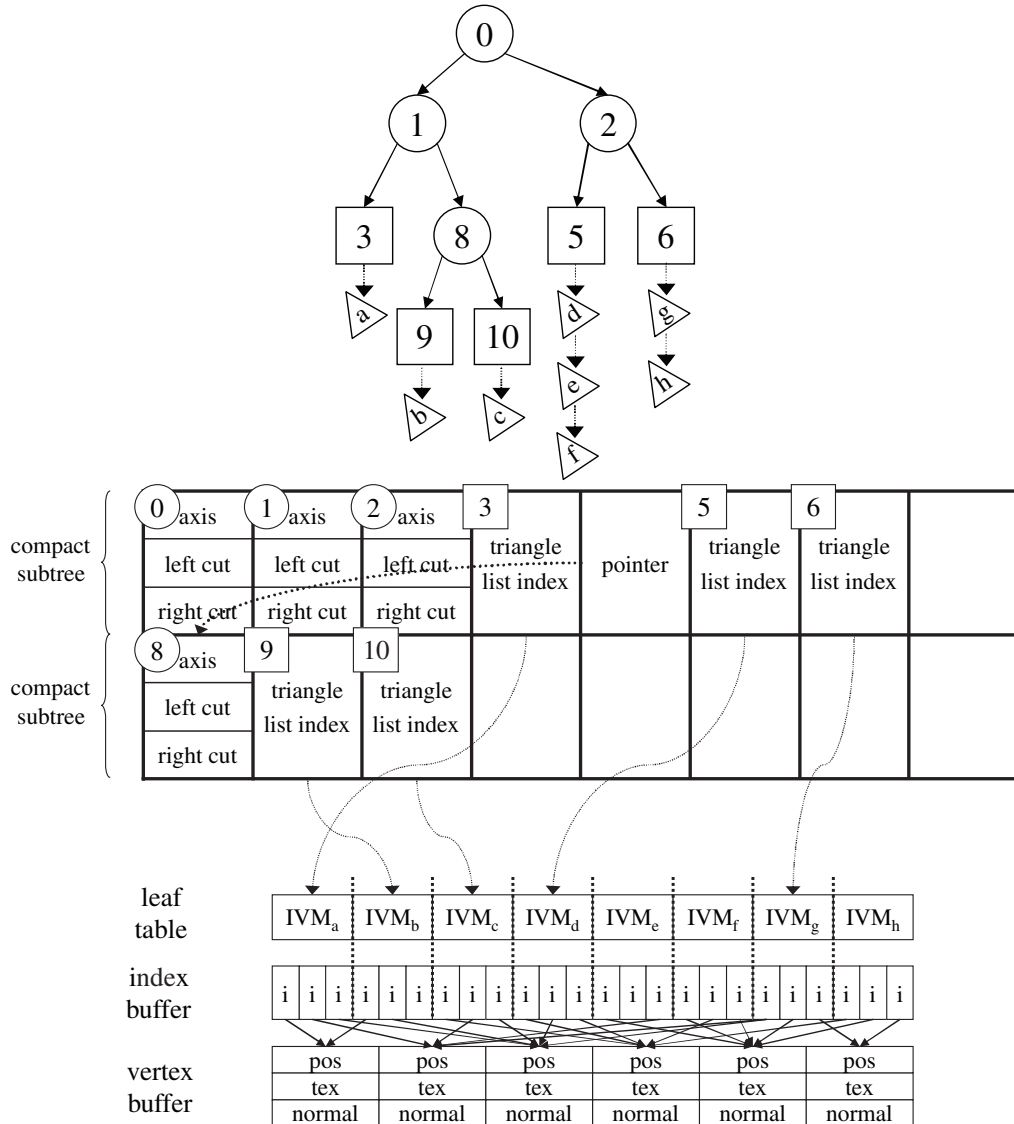 0
1 2
3 8 5 6
a d g
9 10
e h
b c
f
0 axis 1 axis 2 axis 3 5 6
compact subtree
left cut left cut left cut triangle list index pointer triangle list index triangle list index
right cut right cut right cut
8 axis 9 10
compact subtree
left cut triangle list index triangle list index
right cut
leaf table
IVMa IVMb IVMc IVMd IVMe IVMf IVMg IVMh
index buffer
i i i i i i i i i i i i i i i i i i i i i i i i
vertex buffer
pos pos pos pos pos pos
tex tex tex tex tex tex
normal normal normal normal normal normal